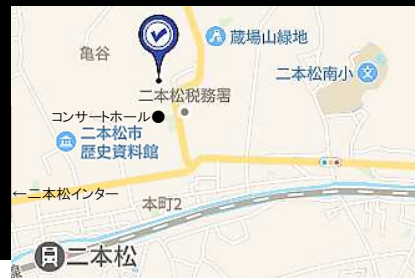 蔵場山緑地
亀谷
二本松南小
二本松税務署
コンサートホール●
二本松市
歴史資料館
←二本松インター
本町2
二本松